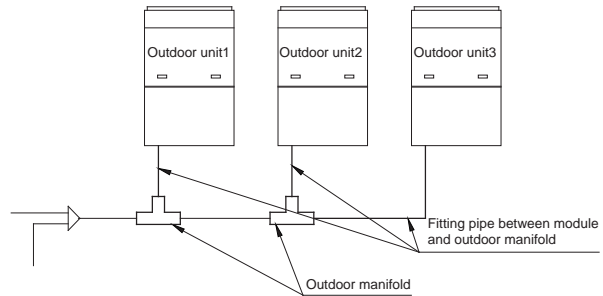 Outdoor unit1
Outdoor unit2
Outdoor unit3
Fitting pipe between module
and outdoor manifold
Outdoor manifold